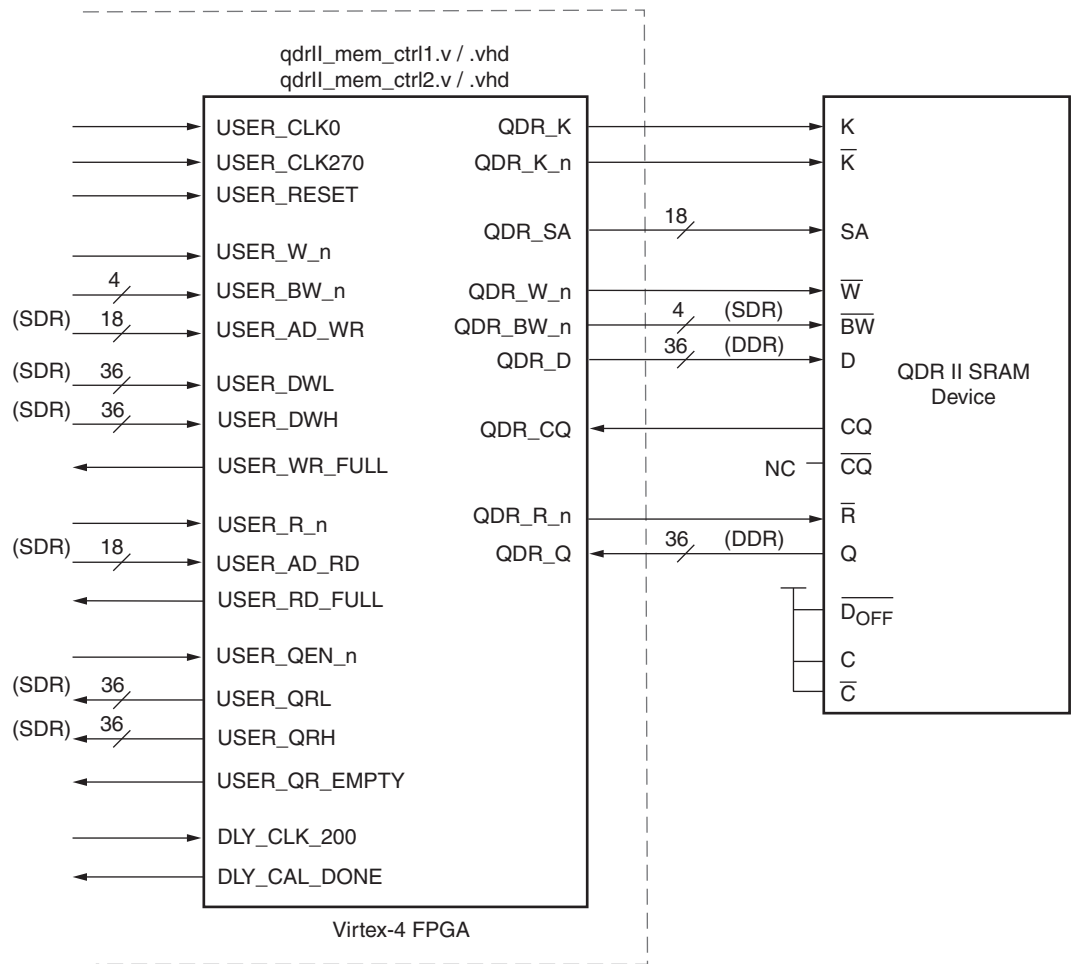 qdrII_mem_ctrl1.v / .vhd
qdrII_mem_ctrl2.v / .vhd
USER_CLK0
USER_CLK270
USER_RESET
USER_W_n
4
USER_BW_n
(SDR) 18
USER_AD_WR
(SDR) 36
USER_DWL
(SDR) 36
USER_DWH
USER_WR_FULL
USER_R_n
(SDR) 18
USER_AD_RD
USER_RD_FULL
USER_QEN_n
(SDR) 36
USER_QRL
(SDR) 36
USER_QRH
USER_QR_EMPTY
DLY_CLK_200
DLY_CAL_DONE
QDR_K
QDR_K_n
QDR_SA
QDR_W_n
QDR_BW_n
QDR_D
QDR_CQ
QDR_R_n
QDR_Q
18
4 (SDR)
36 (DDR)
NC
36 (DDR)
K
K̅
SA
W̅
B̅W̅
D
CQ
C̅Q̅
R̅
Q
D̅O̅F̅F̅
C
C̅
QDR II SRAM
Device
Virtex-4 FPGA